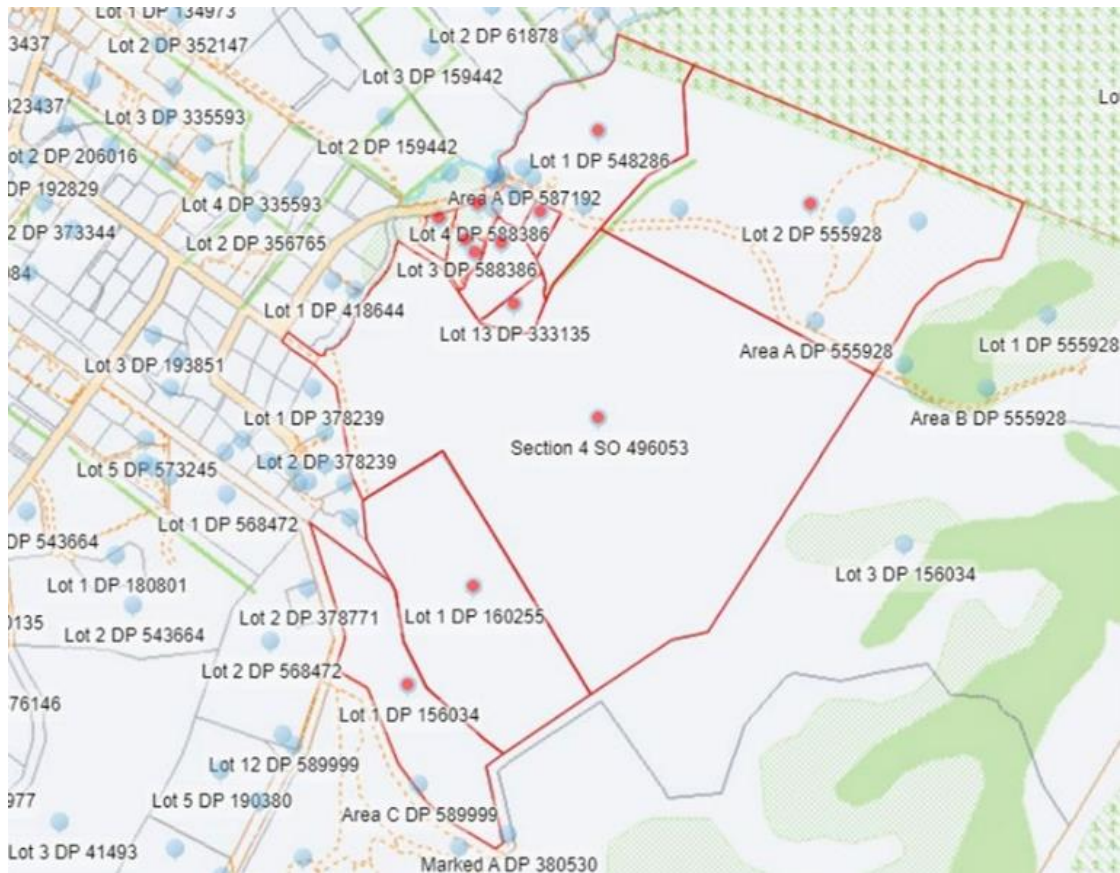 Lot 1 DP 134973
3437
Lot 2 DP 352147
Lot 2 DP 61878
Lot 3 DP 159442
Lo
323437
Lot 3 DP 335593
ot 2 DP 206016
Lot 2 DP 159442
Lot 1 DP 548286
DP 192829
Lot 4 DP 335593
Area A DP 587192
2 DP 373344
Lot 2 DP 356765
Lot 4 DP 588386
Lot 2 DP 555928
084
Lot 3 DP 588386
Lot 1 DP 418644
Lot 13 DP 333135
Lot 3 DP 193851
Area A DP 555928
Lot 1 DP 555928
Lot 1 DP 378239
Area B DP 555928
Section 4 SO 496053
Lot 5 DP 573245
Lot 2 DP 378239
Lot 1 DP 568472
DP 543664
Lot 3 DP 156034
Lot 1 DP 180801
Lot 2 DP 378771
Lot 1 DP 160255
0135
Lot 2 DP 543664
Lot 2 DP 568472
76146
Lot 1 DP 156034
Lot 12 DP 589999
977
Lot 5 DP 190380
Area C DP 589999
Lot 3 DP 41493
Marked A DP 380530